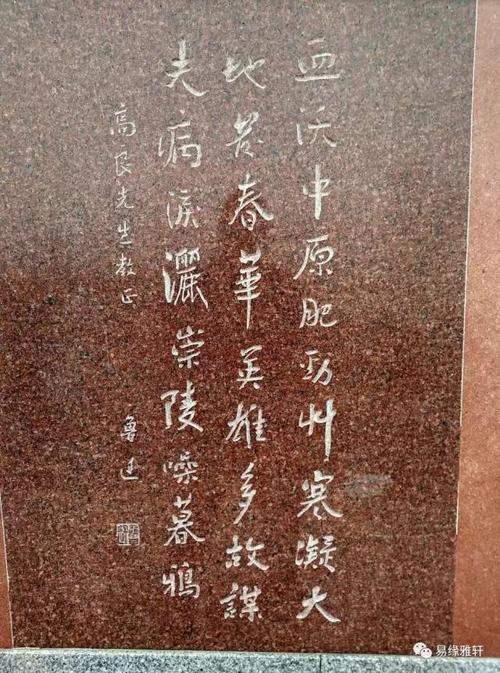 血沃中原肥勁艸寒凝大
地發春華英雄多故謀
夫病淚灑崇陵噪暮鴉
高良先生教正
魯迅
易缘雅轩